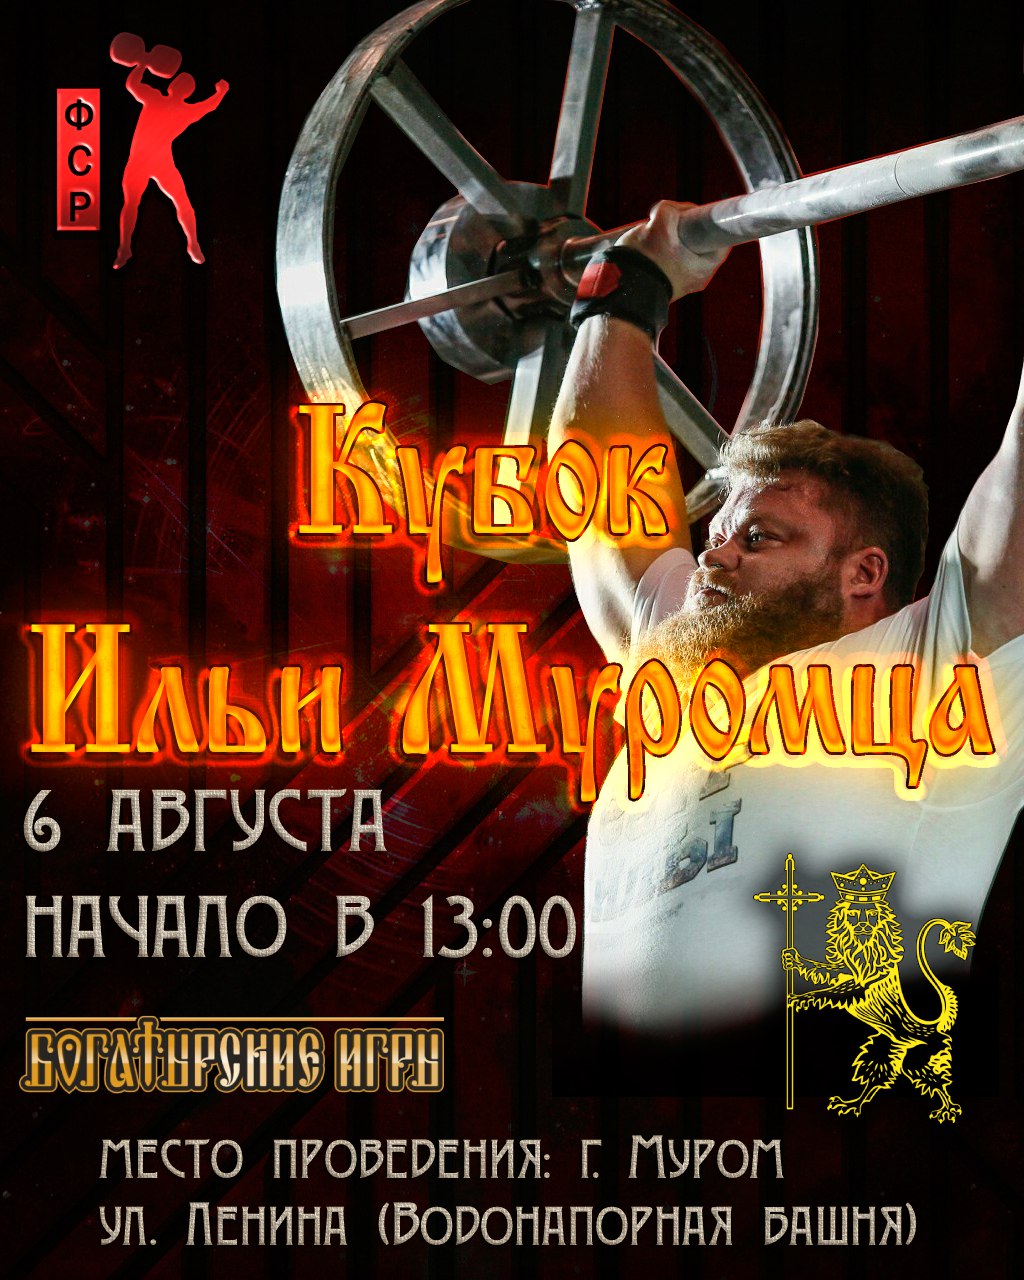 ФСР
Кубок
Ильи Муромца
6 АВГУСТА
НАЧАЛО В 13:00
БОГАТЫРСКИЕ ИГРЫ
МЕСТО ПРОВЕДЕНИЯ: Г. МУРОМ
УЛ. ЛЕНИНА (ВОДОНАПОРНАЯ БАШНЯ)